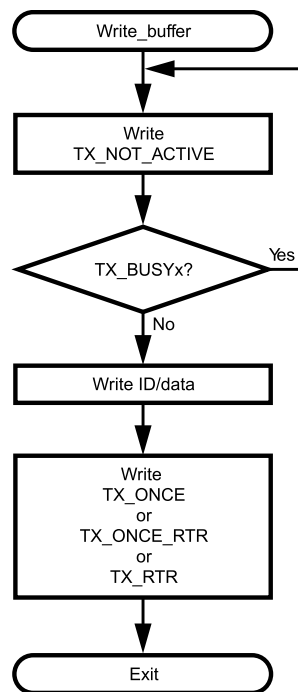 Write_buffer
Write
TX_NOT_ACTIVE
TX_BUSYx?
Yes
No
Write ID/data
Write
TX_ONCE
or
TX_ONCE_RTR
or
TX_RTR
Exit